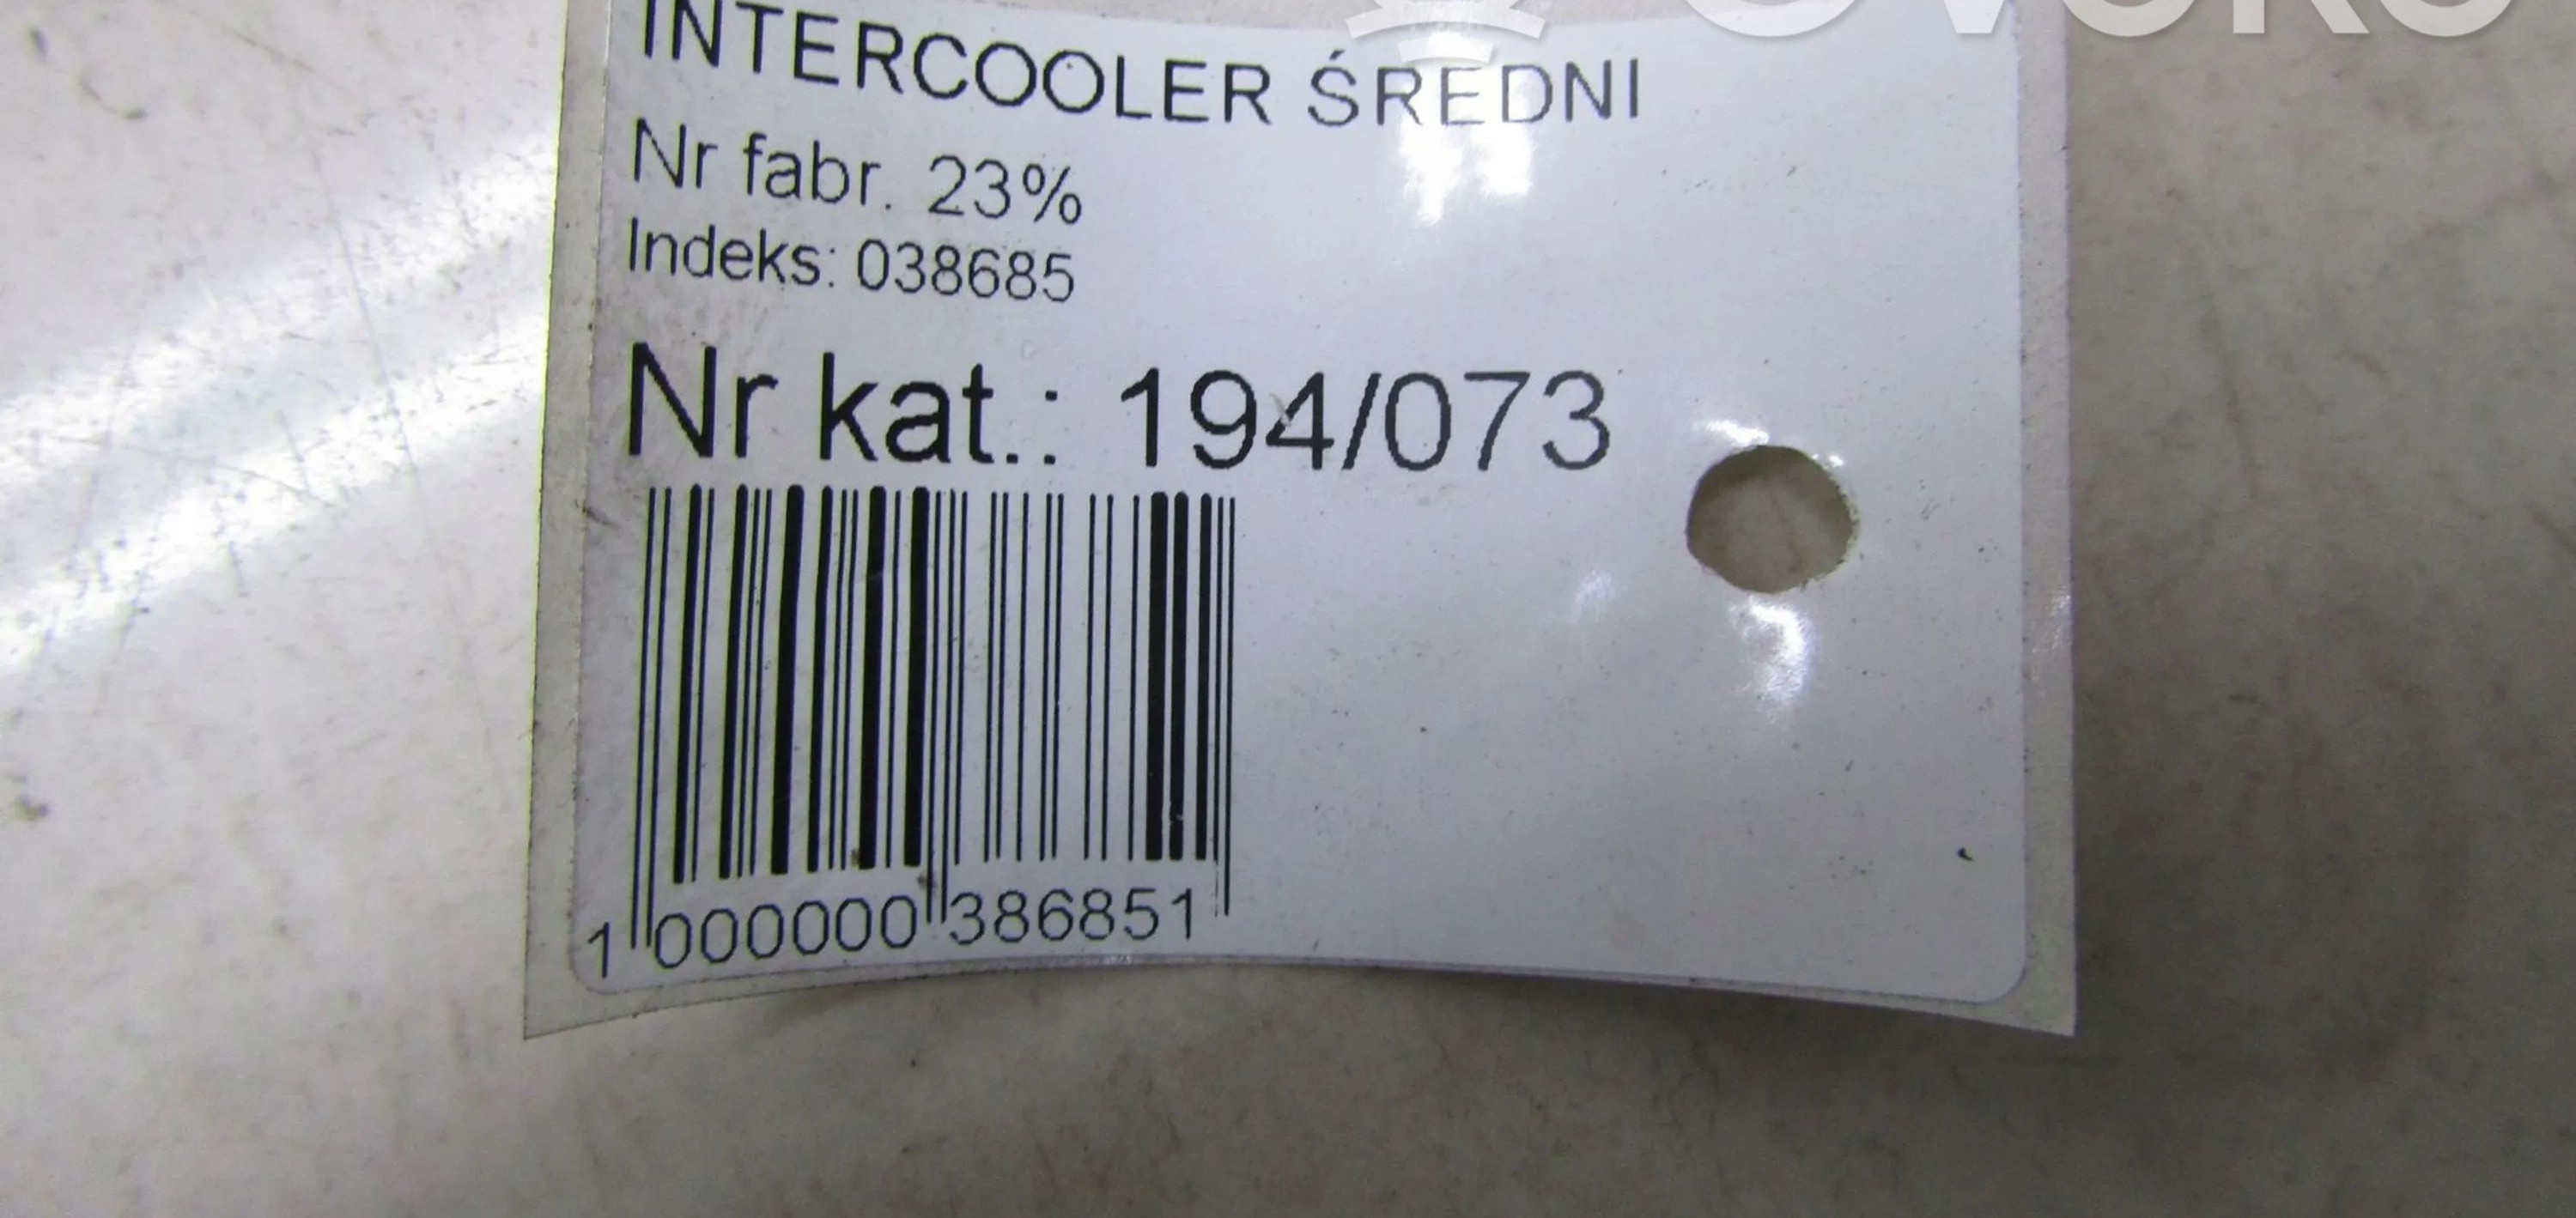 INTERCOOLER ŚREDNI
Nr fabr. 23%
Indeks: 038685
Nr kat.: 194/073
1 000000 386851